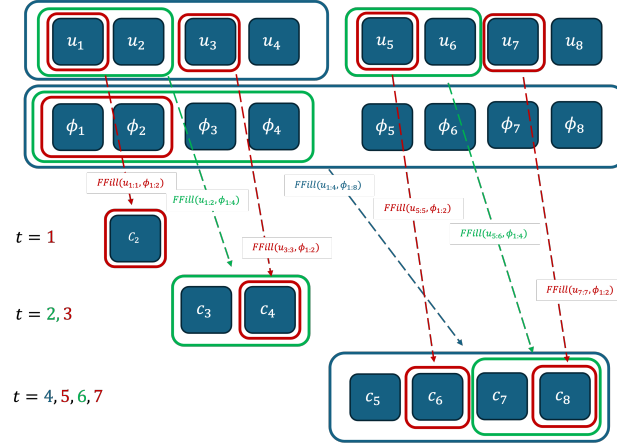 u₁ u₂ u₃ u₄ u₅ u₆ u₇ u₈
ϕ₁ ϕ₂ ϕ₃ ϕ₄ ϕ₅ ϕ₆ ϕ₇ ϕ₈
FFill(u₁:₁, ϕ₁:₂)
FFill(u₁:₂, ϕ₁:₄)
FFill(u₃:₃, ϕ₁:₂)
FFill(u₁:₄, ϕ₁:₈)
FFill(u₅:₅, ϕ₁:₂)
FFill(u₅:₆, ϕ₁:₄)
FFill(u₇:₇, ϕ₁:₂)
t = 1
c₂
t = 2, 3
c₃ c₄
t = 4, 5, 6, 7
c₅ c₆ c₇ c₈